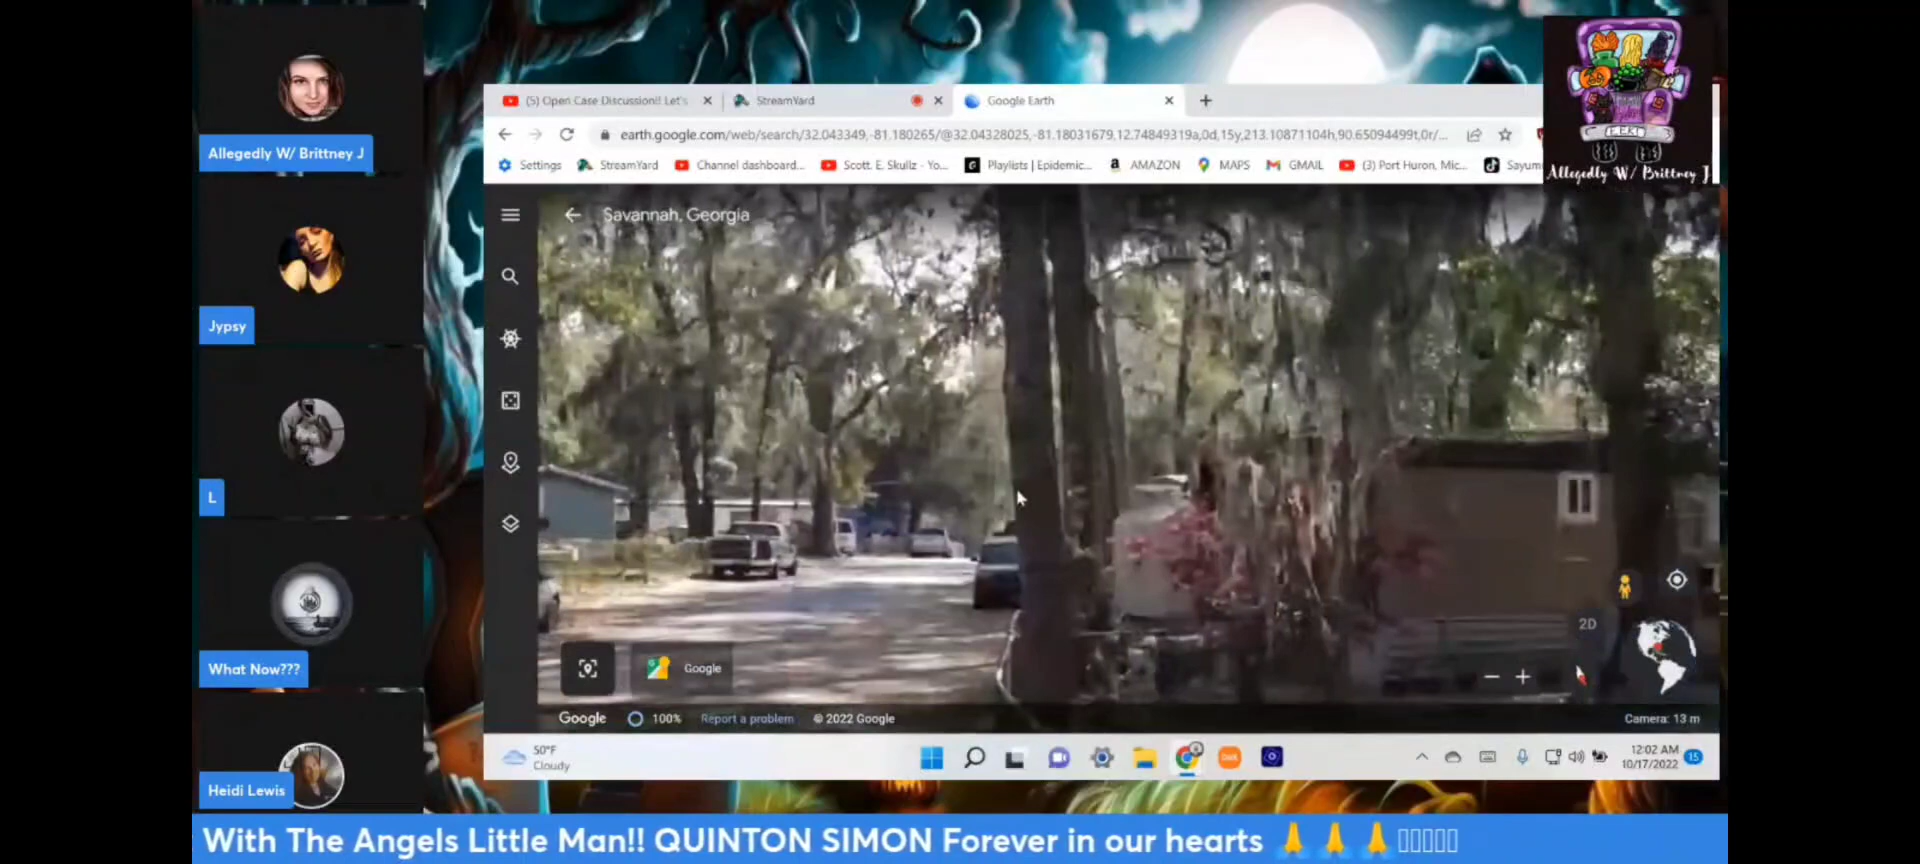 Allegedly W/ Brittney J
Jypsy
L
What Now???
Heidi Lewis
(5) Open Case Discussion!! Let's
StreamYard
Google Earth
earth.google.com/web/search/32.043349,-81.180265/@32.04328025,-81.18031679,12.74849319a,0d,15y,213.10871104h,90.65094499t,0r/...
Settings
StreamYard
Channel dashboard...
Scott. E. Skullz - Yo...
Playlists | Epidemic...
AMAZON
MAPS
GMAIL
(3) Port Huron, Mic...
Sayum
Allegedly W/ Brittney J.
Savannah, Georgia
2D
Google
Google
100%
Report a problem
© 2022 Google
Camera: 13 m
50°F
Cloudy
12:02 AM
10/17/2022
15
With The Angels Little Man!! QUINTON SIMON Forever in our hearts 🙏 🙏 🙏